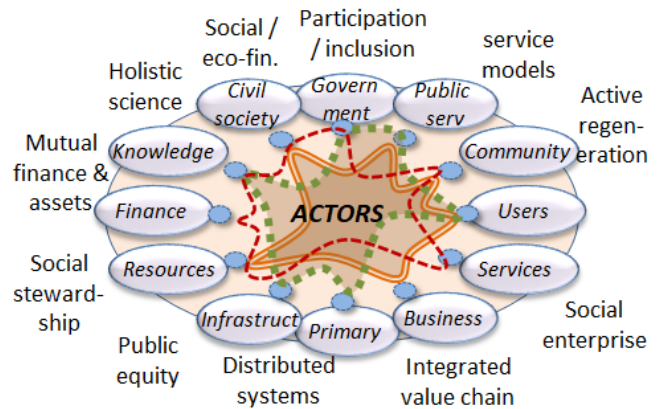 Social /
eco-fin.
Participation
/ inclusion
service
models
Holistic
science
Civil
society
Govern
ment
Public
serv
Active
regen-
eration
Mutual
finance &
assets
Knowledge
Community
Finance
ACTORS
Users
Social
steward-
ship
Resources
Services
Infrastruct
Primary
Business
Social
enterprise
Public
equity
Distributed
systems
Integrated
value chain